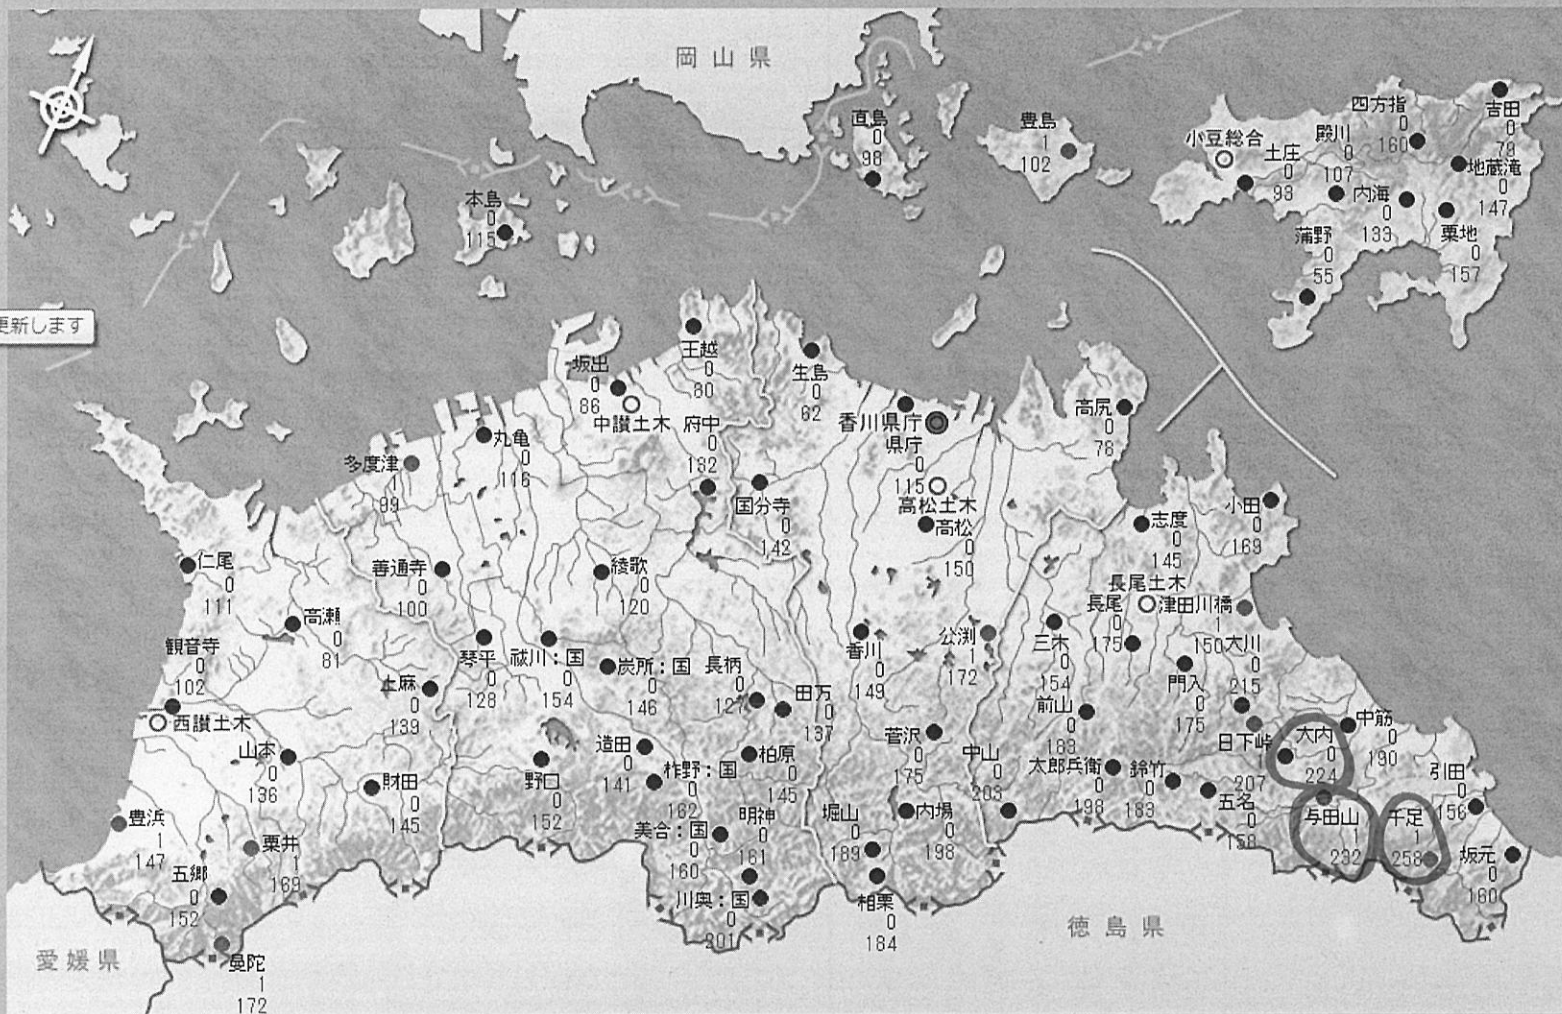 岡山県
直島
0
98
豊島
1
102
小豆総合
土庄
0
93
殿川
0
107
四方指
0
160
吉田
0
79
地蔵滝
0
147
内海
0
133
粟地
0
157
蒲野
0
55
本島
0
115
更新します
王越
0
80
生島
0
62
坂出
0
86
中讃土木
府中
0
132
国分寺
0
142
香川県庁
県庁
0
115
高松土木
高松
0
150
高尻
0
78
丸亀
0
116
多度津
1
99
志度
0
145
小田
0
169
長尾土木
長尾
0
175
津田川橋
1
150
大川
0
215
仁尾
0
111
高瀬
0
81
善通寺
0
100
綾歌
0
120
観音寺
0
102
西讃土木
上麻
0
139
琴平
0
128
祓川:国
0
154
炭所:国
0
146
長柄
0
127
田万
0
137
香川
0
149
公渕
1
172
三木
0
154
前山
0
183
門入
0
175
山本
0
136
財田
0
145
野口
0
152
造田
0
141
柞野:国
0
162
柏原
0
145
菅沢
0
175
中山
0
203
太郎兵衛
0
198
鈴竹
0
183
五名
0
158
日下峠
1
207
大内
0
224
中筋
0
190
引田
0
156
与田山
1
232
千足
1
258
坂元
0
160
豊浜
1
147
粟井
1
169
五郷
0
152
曼陀
1
172
美合:国
0
160
明神
0
161
川奥:国
0
201
堀山
0
189
内場
0
198
相栗
0
184
愛媛県
徳島県